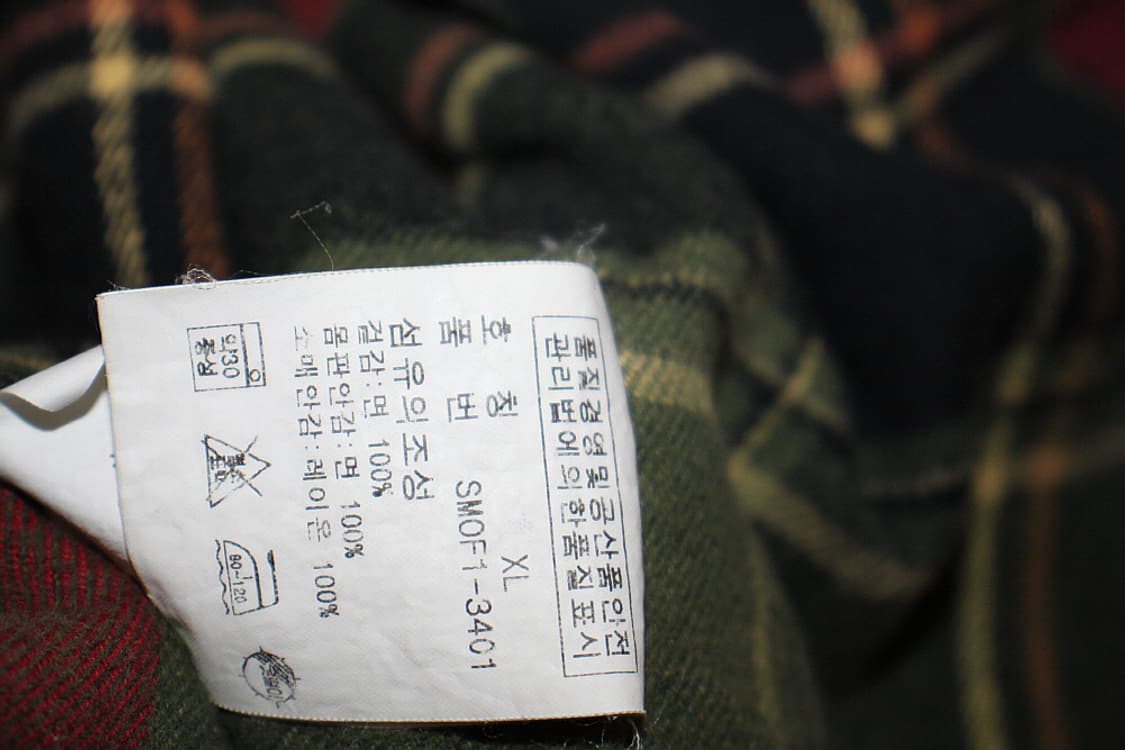 품질경영및공산품안전
관리법에의한품질표시
호 칭 XL
품 번 SMOF1-3401
섬유의조성
겉감:면 100%
몸판안감:면 100%
소매안감:레이온 100%
약30
중성
80~120